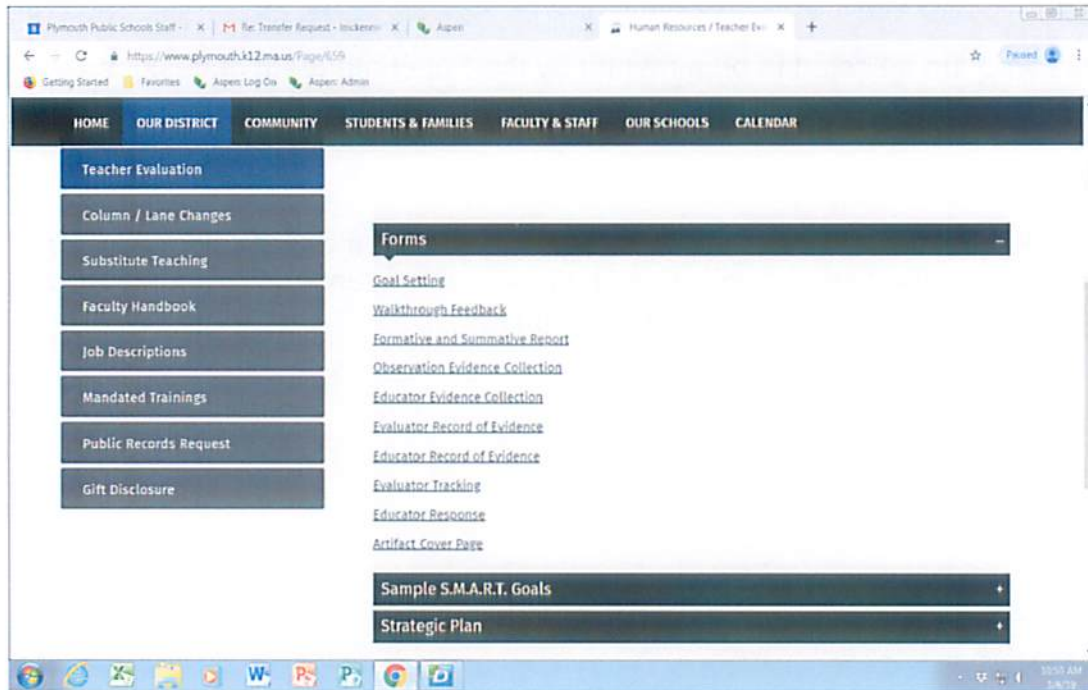 Plymouth Public Schools Staff -
Re: Transfer Request -
Aspen
Human Resources / Teacher Ev
https://www.plymouth.k12.ma.us/Page/659
Paused
Getting Started
Favorites
Aspen: Log On
Aspen: Admin
HOME
OUR DISTRICT
COMMUNITY
STUDENTS & FAMILIES
FACULTY & STAFF
OUR SCHOOLS
CALENDAR
Teacher Evaluation
Column / Lane Changes
Substitute Teaching
Faculty Handbook
Job Descriptions
Mandated Trainings
Public Records Request
Gift Disclosure
Forms
Goal Setting
Walkthrough Feedback
Formative and Summative Report
Observation Evidence Collection
Educator Evidence Collection
Evaluator Record of Evidence
Educator Record of Evidence
Evaluator Tracking
Educator Response
Artifact Cover Page
Sample S.M.A.R.T. Goals
Strategic Plan
10:50 AM